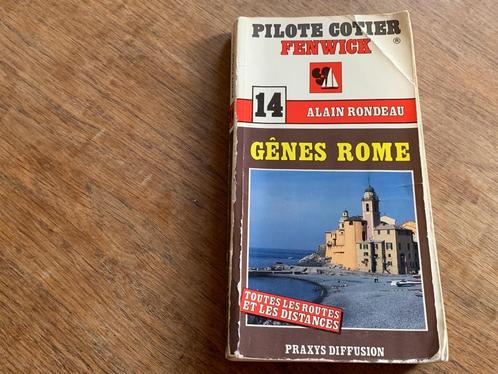 PILOTE COTIER
FENWICK ®
14
ALAIN RONDEAU
GÊNES ROME
TOUTES LES ROUTES
ET LES DISTANCES
PRAXYS DIFFUSION